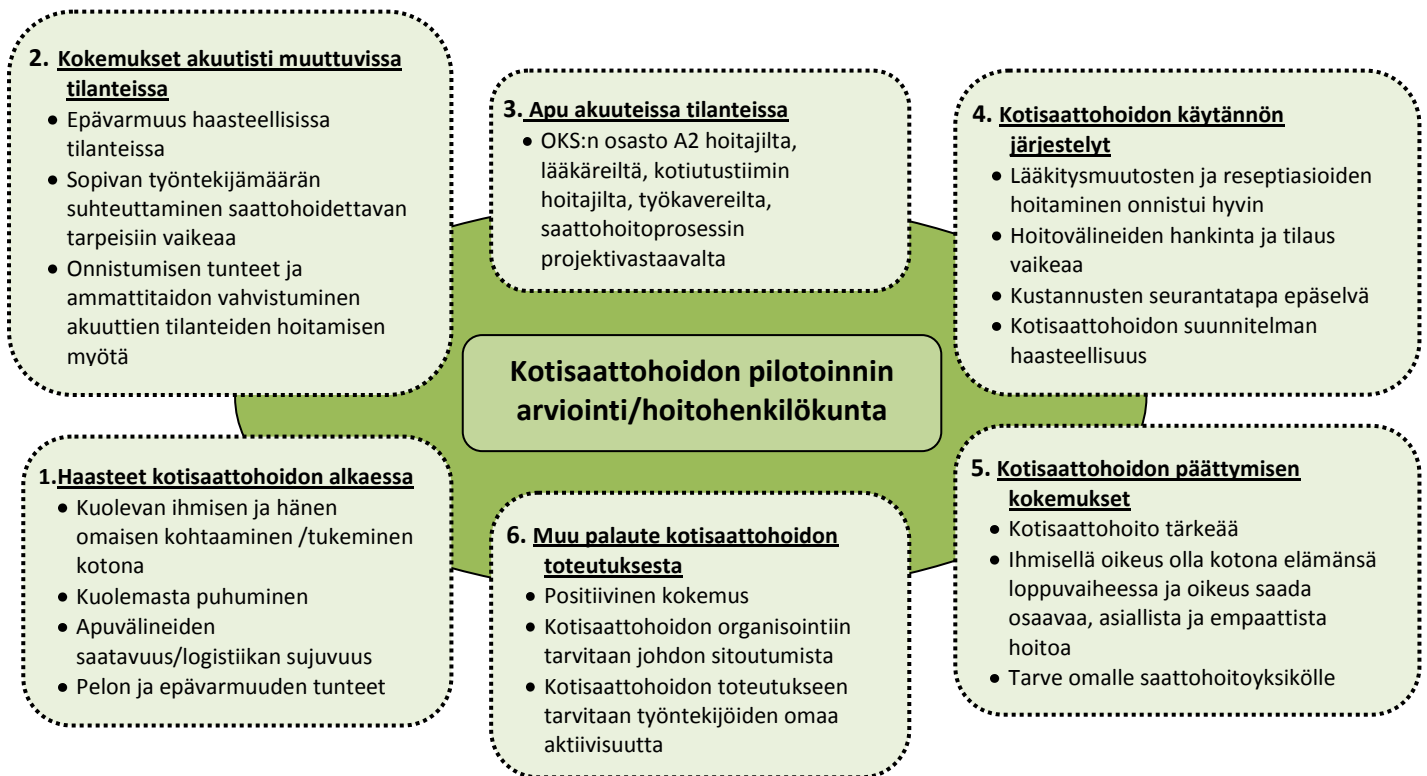 2. Kokemukset akuutisti muuttuvissa
tilanteissa
• Epävarmuus haasteellisissa
tilanteissa
• Sopivan työntekijämäärän
suhteuttaminen saattohoidettavan
tarpeisiin vaikeaa
• Onnistumisen tunteet ja
ammattitaidon vahvistuminen
akuuttien tilanteiden hoitamisen
myötä
3. Apu akuuteissa tilanteissa
• OKS:n osasto A2 hoitajilta,
lääkäreiltä, kotiutustiimin
hoitajilta, työkavereilta,
saattohoitoprosessin
projektivastaavalta
4. Kotisaattohoidon käytännön
järjestelyt
• Lääkitysmuutosten ja reseptiasioiden
hoitaminen onnistui hyvin
• Hoitovälineiden hankinta ja tilaus
vaikeaa
• Kustannusten seurantatapa epäselvä
• Kotisaattohoidon suunnitelman
haasteellisuus
Kotisaattohoidon pilotoinnin
arviointi/hoitohenkilökunta
1.Haasteet kotisaattohoidon alkaessa
• Kuolevan ihmisen ja hänen
omaisen kohtaaminen /tukeminen
kotona
• Kuolemasta puhuminen
• Apuvälineiden
saatavuus/logistiikan sujuvuus
• Pelon ja epävarmuuden tunteet
6. Muu palaute kotisaattohoidon
toteutuksesta
• Positiivinen kokemus
• Kotisaattohoidon organisointiin
tarvitaan johdon sitoutumista
• Kotisaattohoidon toteutukseen
tarvitaan työntekijöiden omaa
aktiivisuutta
5. Kotisaattohoidon päättymisen
kokemukset
• Kotisaattohoito tärkeää
• Ihmisellä oikeus olla kotona elämänsä
loppuvaiheessa ja oikeus saada
osaavaa, asiallista ja empaattista
hoitoa
• Tarve omalle saattohoitoyksikölle